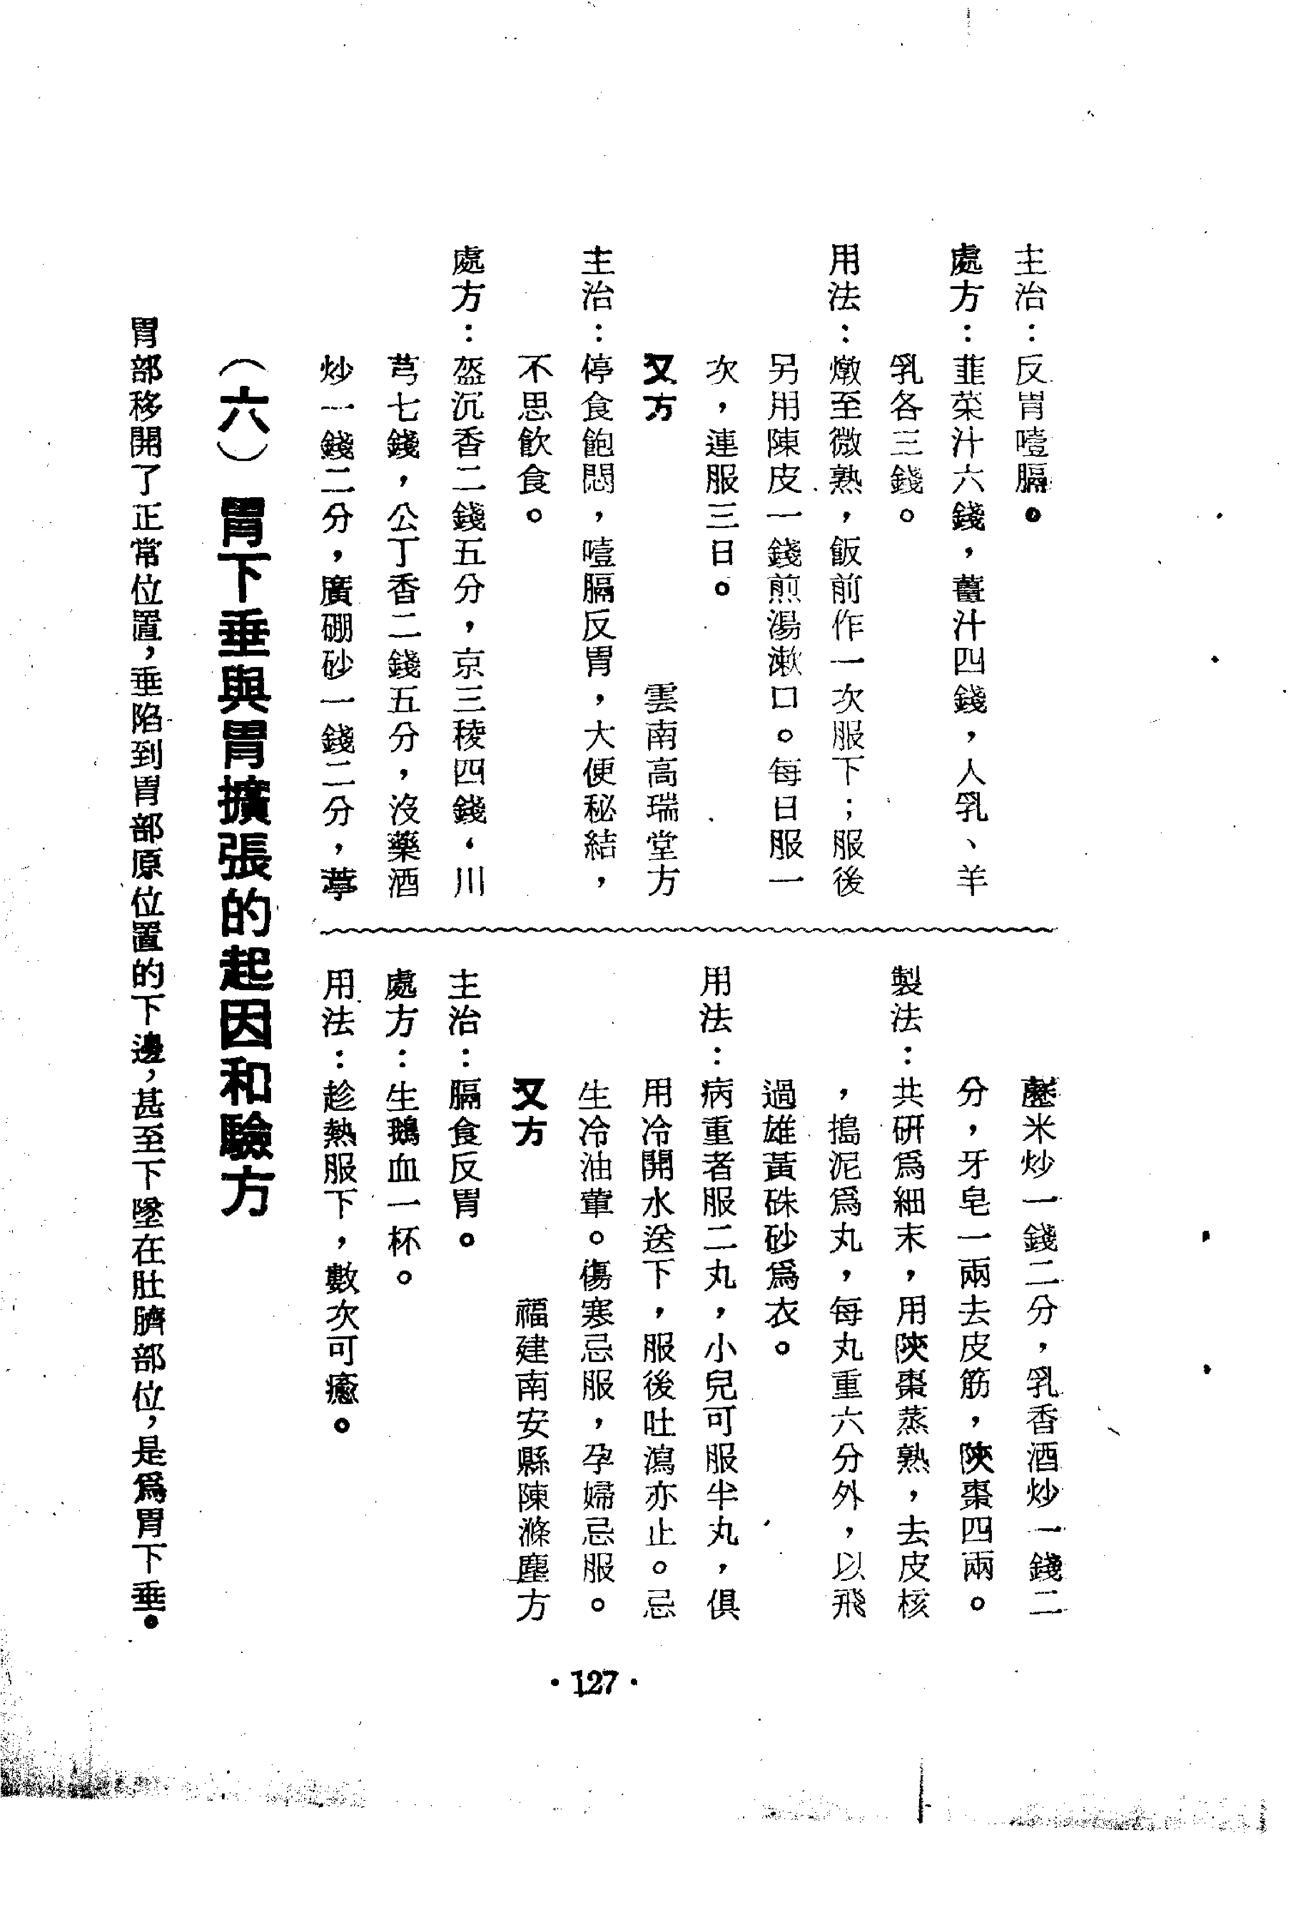 主治：反胃噎膈。
處方：韮菜汁六錢，薑汁四錢，人乳、羊
乳各三錢。
用法：燉至微熟，飯前作一次服下；服後
另用陳皮一錢煎湯漱口。每日服一
次，連服三日。
又方　雲南高瑞堂方
主治：停食飽悶，噎膈反胃，大便秘結，
不思飲食。
處方：盔沉香二錢五分，京三稜四錢，川
芎七錢，公丁香二錢五分，沒藥酒
炒一錢二分，廣硼砂一錢二分，葶
藶米炒一錢二分，乳香酒炒一錢二
分，牙皂一兩去皮筋，陝棗四兩。
製法：共研爲細末，用陝棗蒸熟，去皮核
，搗泥爲丸，每丸重六分外，以飛
過雄黃硃砂爲衣。
用法：病重者服二丸，小兒可服半丸，俱
用冷開水送下，服後吐瀉亦止。忌
生冷油葷。傷寒忌服，孕婦忌服。
又方　福建南安縣陳滌塵方
主治：膈食反胃。
處方：生鵝血一杯。
用法：趁熱服下，數次可癒。
（六）胃下垂與胃擴張的起因和驗方
胃部移開了正常位置，垂陷到胃部原位置的下邊，甚至下墜在肚臍部位，是爲胃下垂。
·127·